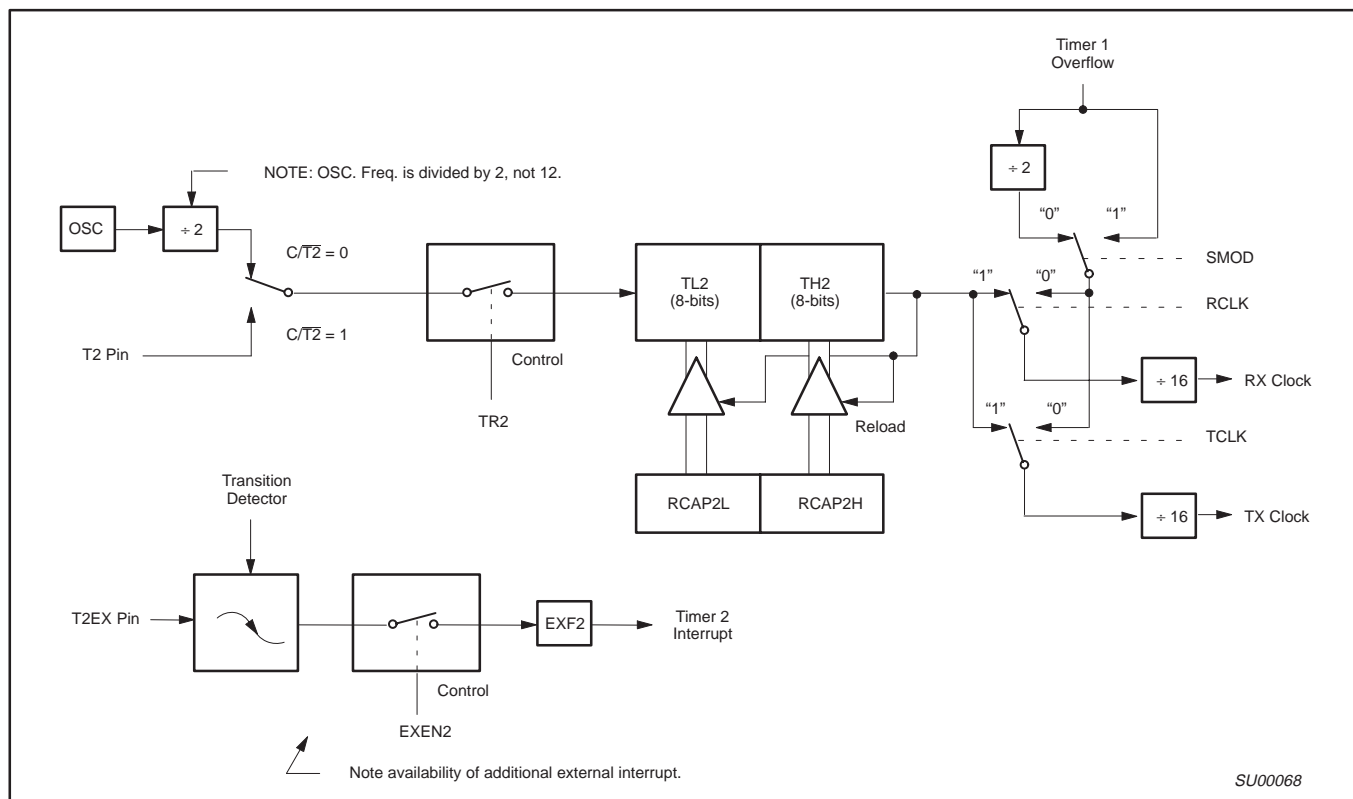 Timer 1
Overflow
NOTE: OSC. Freq. is divided by 2, not 12.
÷ 2
"0"
"1"
OSC
÷ 2
C/T̅2̅ = 0
SMOD
TL2
(8-bits)
TH2
(8-bits)
"1"
"0"
RCLK
C/T̅2̅ = 1
T2 Pin
Control
÷ 16
RX Clock
TR2
Reload
"1"
"0"
TCLK
Transition
Detector
RCAP2L
RCAP2H
÷ 16
TX Clock
T2EX Pin
EXF2
Timer 2
Interrupt
Control
EXEN2
Note availability of additional external interrupt.
SU00068